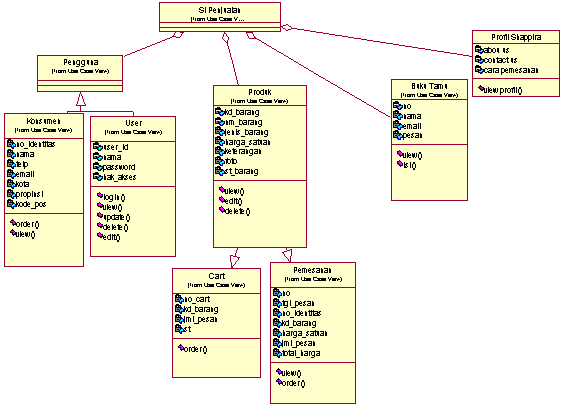 SI Penjualan
(from Use Case V...
Profil Shappira
(from Use Case View)
about us
contact us
cara pemesanan
view profil()
Pengguna
(from Use Case View)
Buku Tamu
(from Use Case View)
no
nama
email
pesan
view()
isi()
Produk
(from Use Case View)
kd_barang
nm_barang
jenis_barang
harga_satuan
keterangan
foto
st_barang
view()
edit()
delete()
Konsumen
(from Use Case View)
no_identitas
nama
telp
email
kota
propinsi
kode_pos
order()
view()
User
(from Use Case View)
user_id
nama
password
hak_akses
login()
view()
update()
delete()
edit()
Cart
(from Use Case View)
no_cart
kd_barang
jml_pesan
st
order()
Pemesanan
(from Use Case View)
no
tgl_pesan
no_identitas
kd_barang
harga_satuan
jml_pesan
total_harga
view()
order()